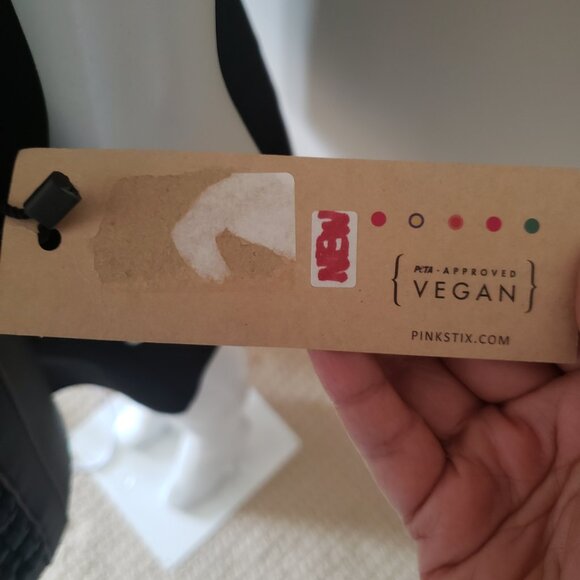 NEW
PETA - APPROVED
VEGAN
PINKSTIX.COM